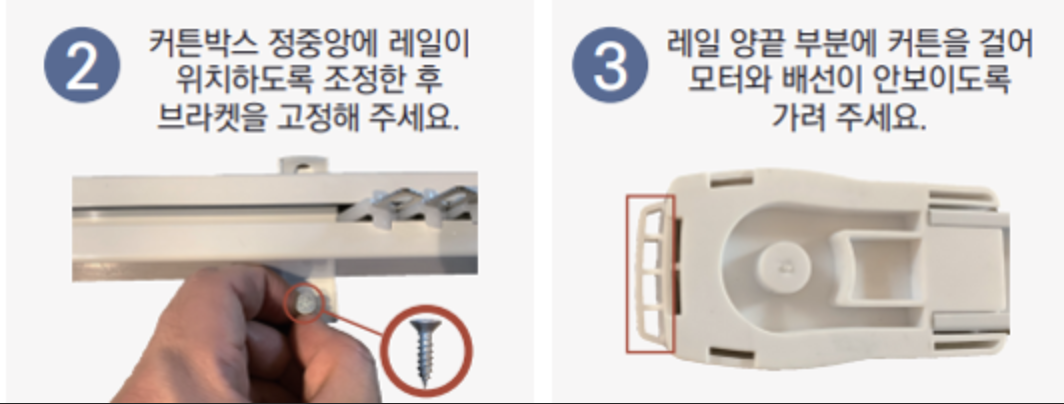 2
커튼박스 정중앙에 레일이
위치하도록 조정한 후
브라켓을 고정해 주세요.
3
레일 양끝 부분에 커튼을 걸어
모터와 배선이 안보이도록
가려 주세요.